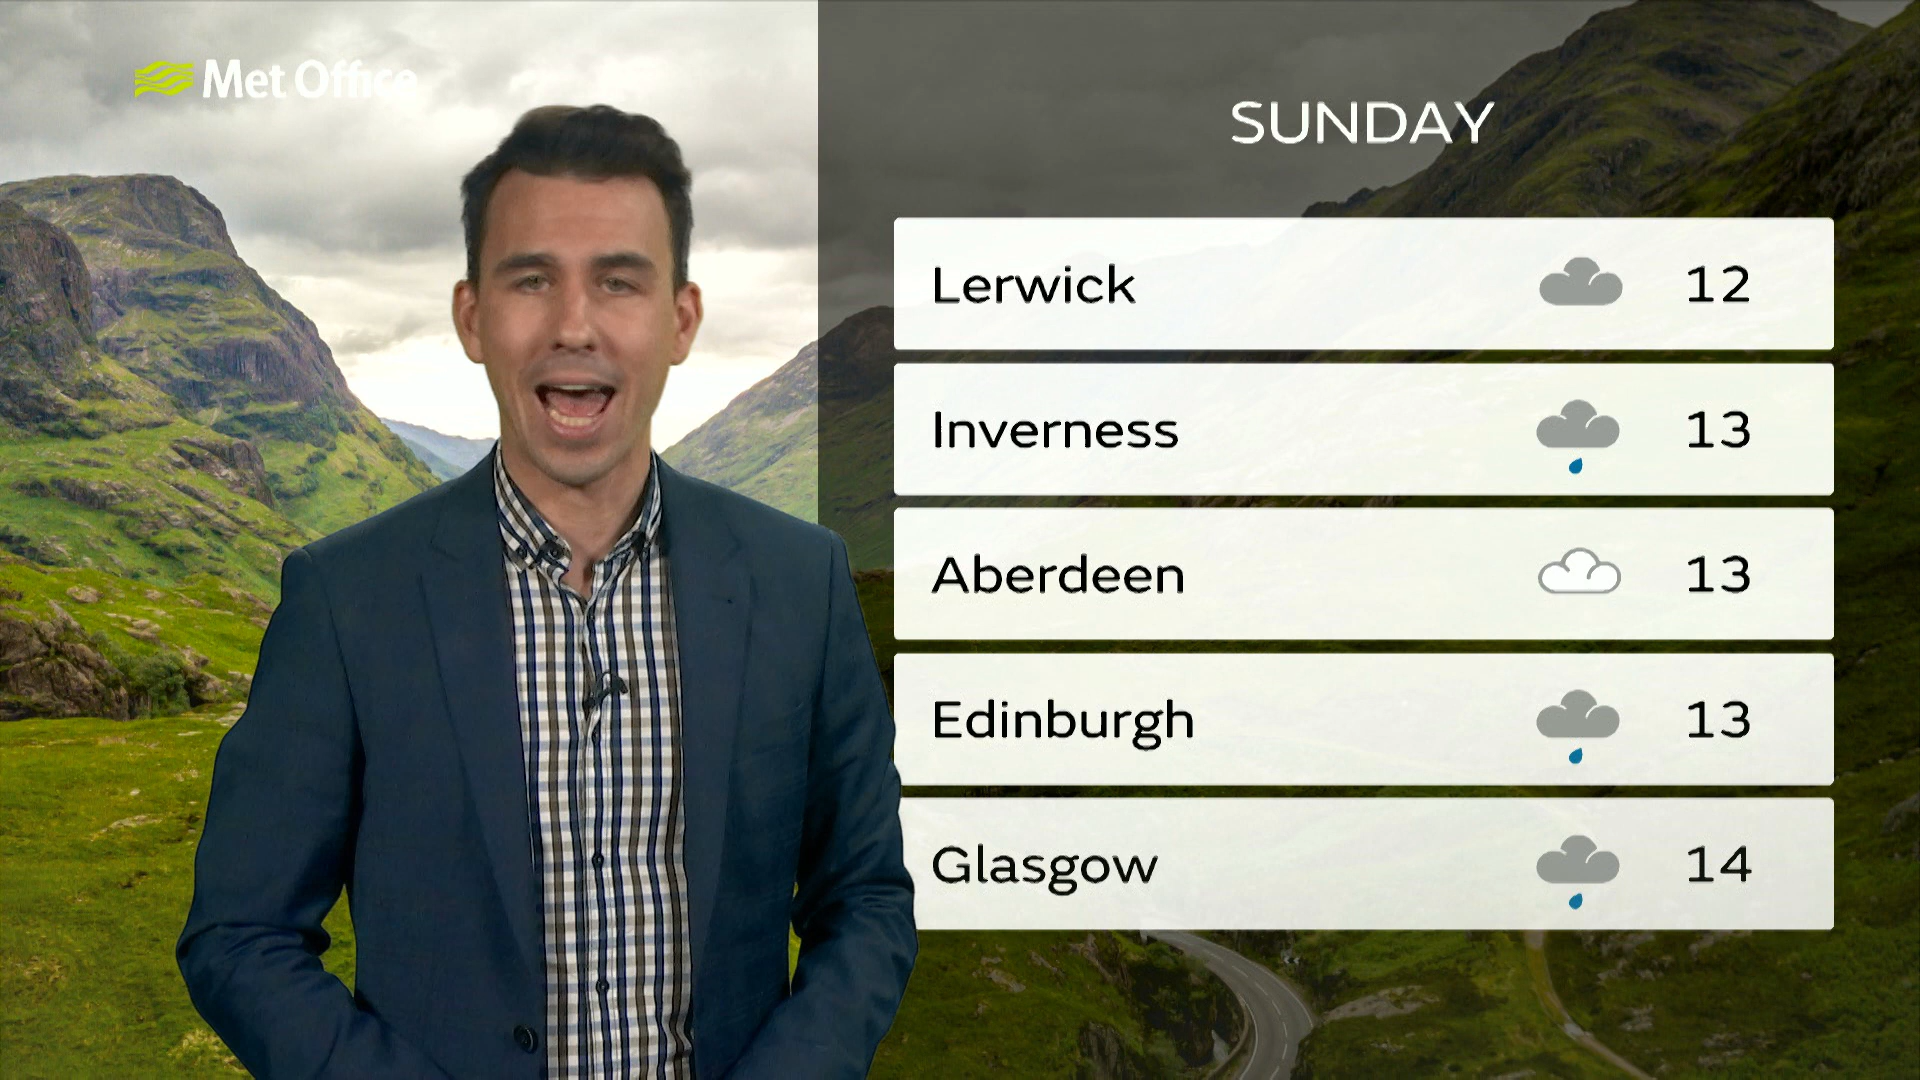 Met Office
SUNDAY
Lerwick 12
Inverness 13
Aberdeen 13
Edinburgh 13
Glasgow 14